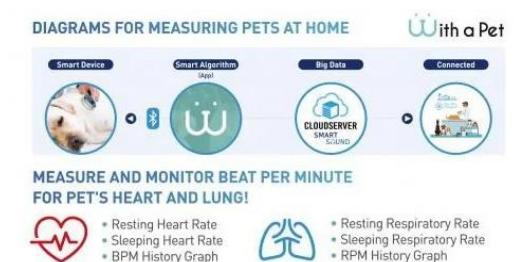 DIAGRAMS FOR MEASURING PETS AT HOME
With a Pet
Smart Device
Smart Algorithm
(App)
Big Data
Connected
CLOUDSERVER
SMART
SOUND
MEASURE AND MONITOR BEAT PER MINUTE
FOR PET'S HEART AND LUNG!
• Resting Heart Rate
• Sleeping Heart Rate
• BPM History Graph
• Resting Respiratory Rate
• Sleeping Respiratory Rate
• RPM History Graph